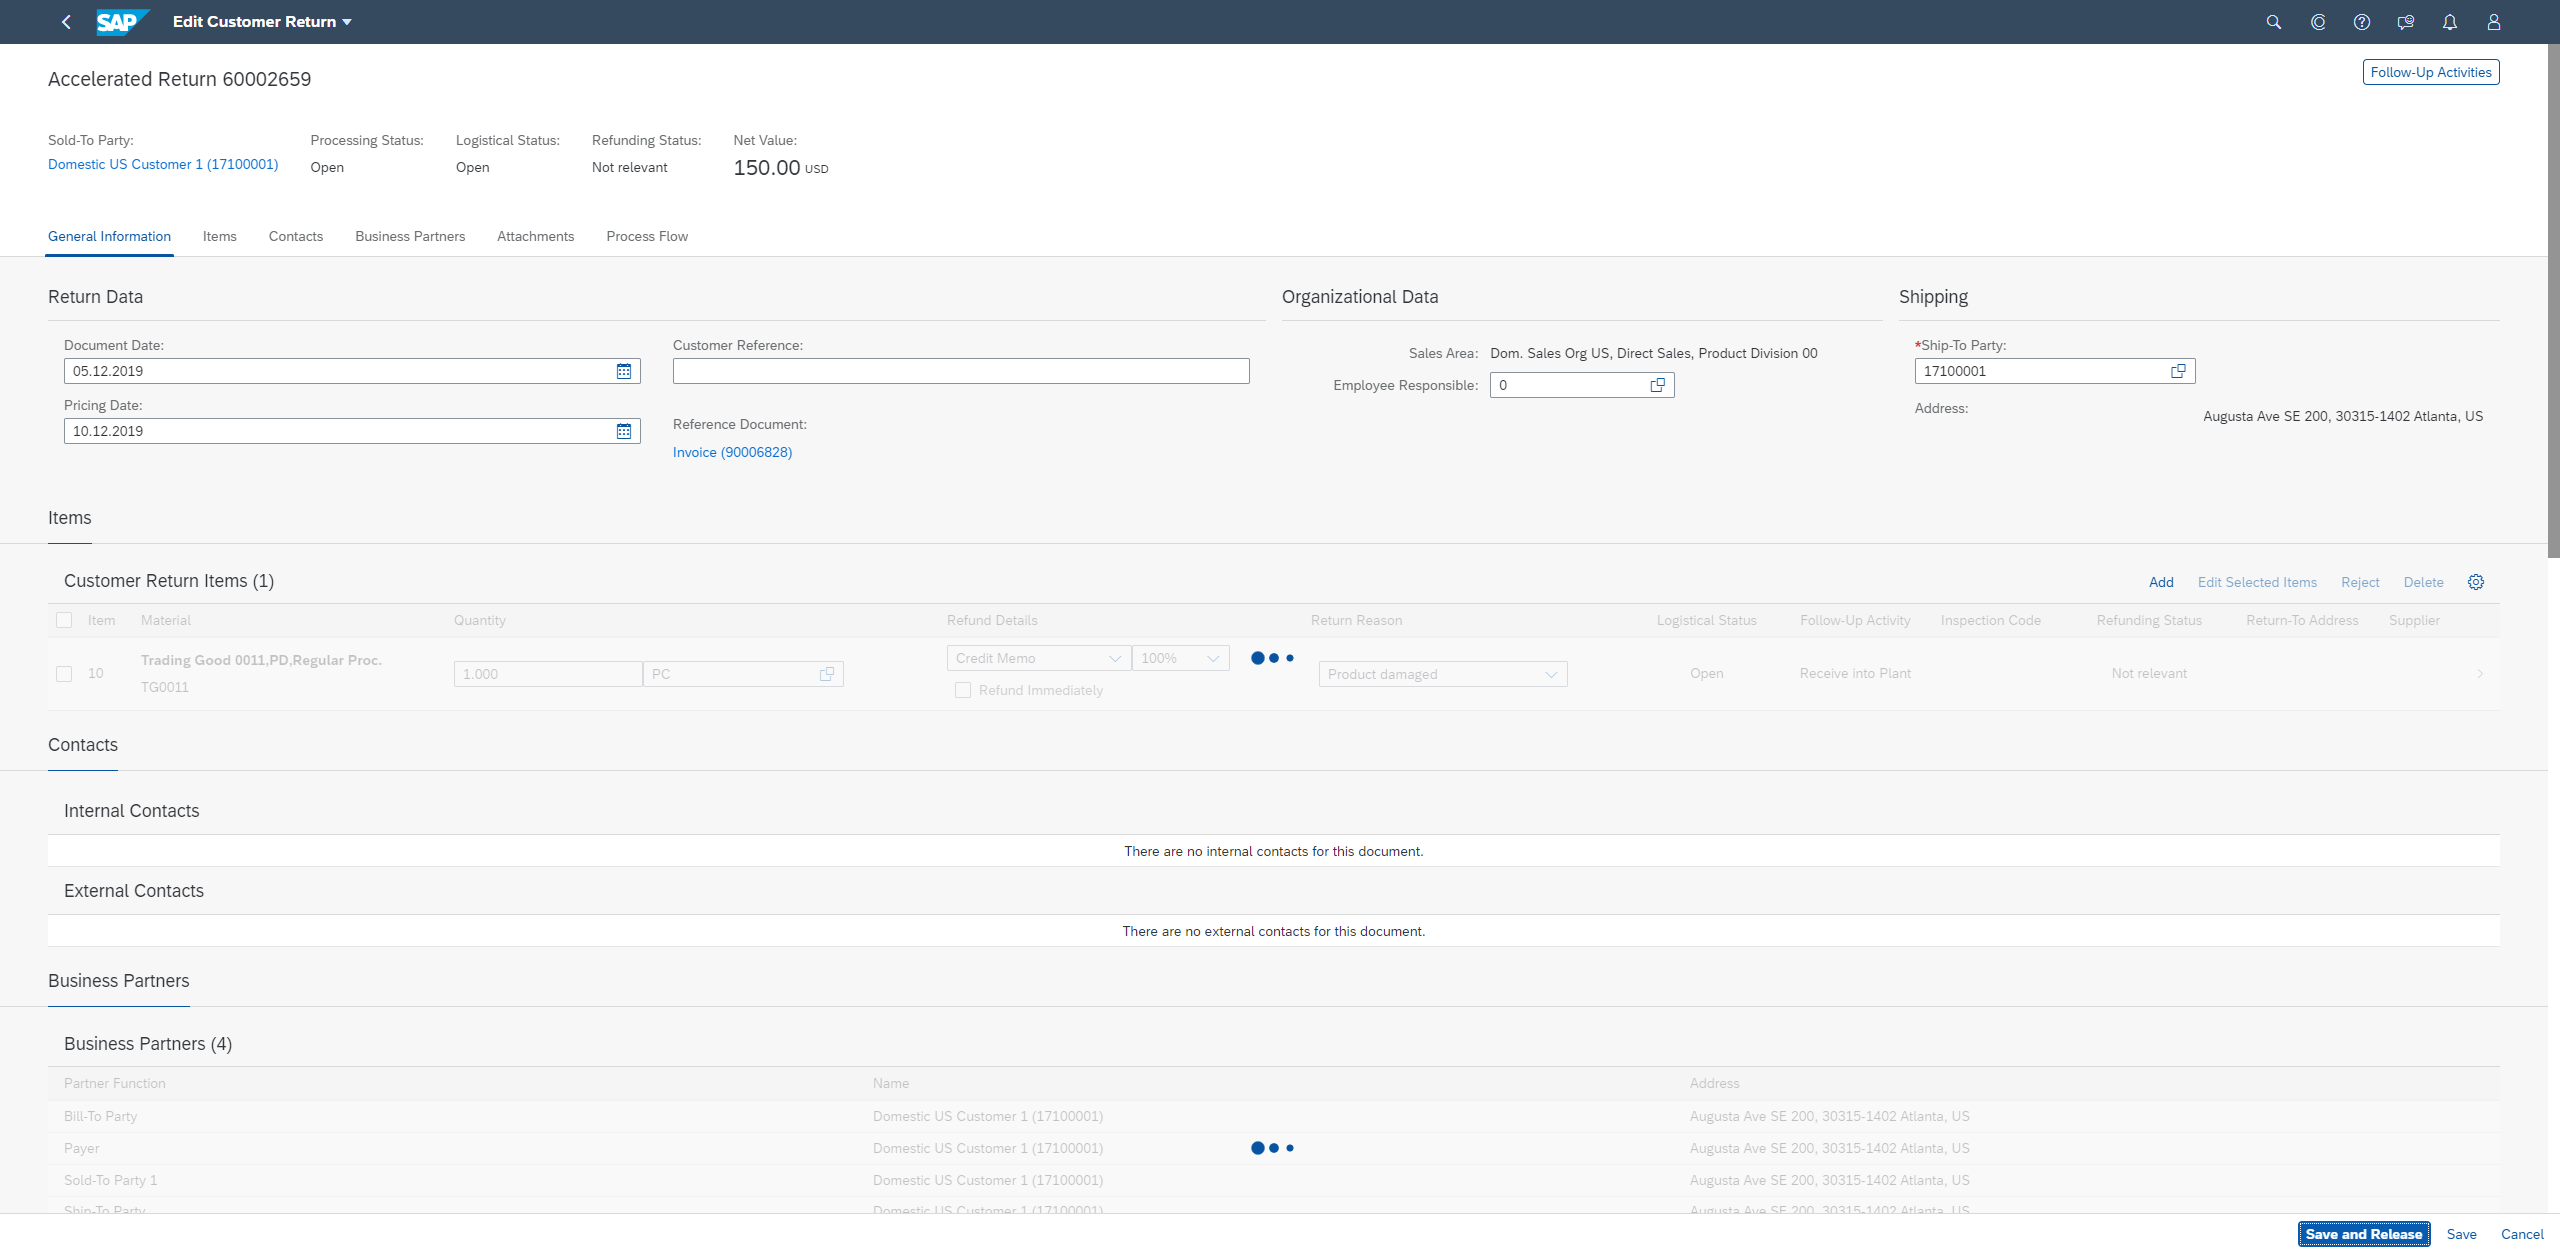 SAP Edit Customer Return
Accelerated Return 60002659
Follow-Up Activities
Sold-To Party: Processing Status: Logistical Status: Refunding Status: Net Value:
Domestic US Customer 1 (17100001) Open Open Not relevant 150.00 USD
General Information Items Contacts Business Partners Attachments Process Flow
Return Data
Document Date:
05.12.2019
Pricing Date:
10.12.2019
Customer Reference:
Reference Document:
Invoice (90006828)
Organizational Data
Sales Area: Dom. Sales Org US, Direct Sales, Product Division 00
Employee Responsible: 0
Shipping
*Ship-To Party:
17100001
Address:
Augusta Ave SE 200, 30315-1402 Atlanta, US
Items
Customer Return Items (1) Add Edit Selected Items Reject Delete
Item Material Quantity Refund Details Return Reason Logistical Status Follow-Up Activity Inspection Code Refunding Status Return-To Address Supplier
10 Trading Good 0011,PD,Regular Proc. 1.000 PC Credit Memo 100% Product damaged Open Receive into Plant Not relevant
TG0011 Refund Immediately
Contacts
Internal Contacts
There are no internal contacts for this document.
External Contacts
There are no external contacts for this document.
Business Partners
Business Partners (4)
Partner Function Name Address
Bill-To Party Domestic US Customer 1 (17100001) Augusta Ave SE 200, 30315-1402 Atlanta, US
Payer Domestic US Customer 1 (17100001) Augusta Ave SE 200, 30315-1402 Atlanta, US
Sold-To Party 1 Domestic US Customer 1 (17100001) Augusta Ave SE 200, 30315-1402 Atlanta, US
Ship-To Party Domestic US Customer 1 (17100001) Augusta Ave SE 200, 30315-1402 Atlanta, US
Save and Release Save Cancel